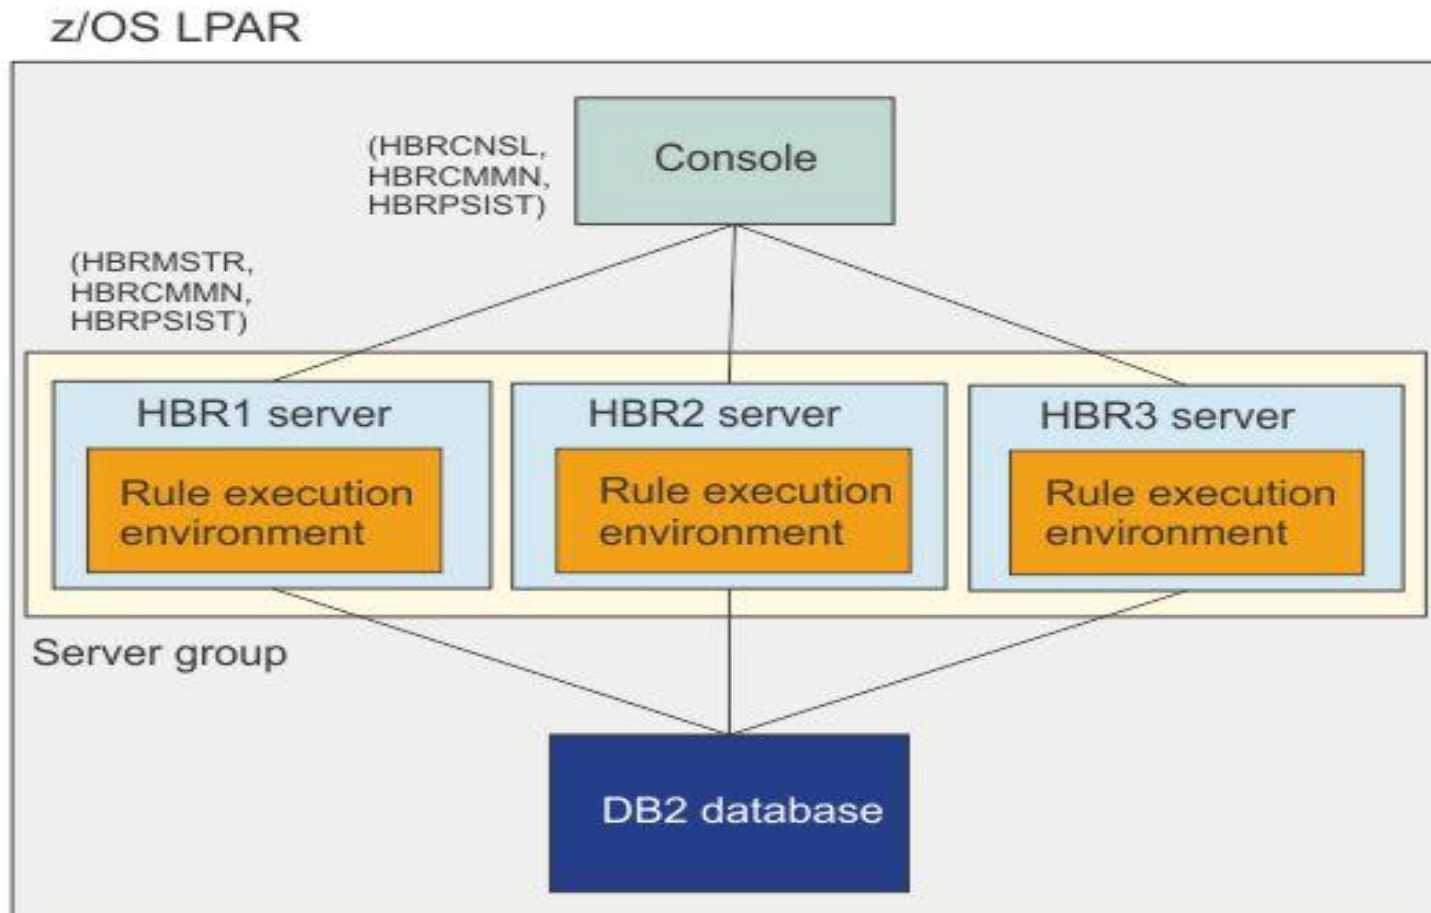 z/OS LPAR
(HBRCNSL,
HBRCMMN,
HBRPSIST)
Console
(HBRMSTR,
HBRCMMN,
HBRPSIST)
HBR1 server
Rule execution
environment
HBR2 server
Rule execution
environment
HBR3 server
Rule execution
environment
Server group
DB2 database